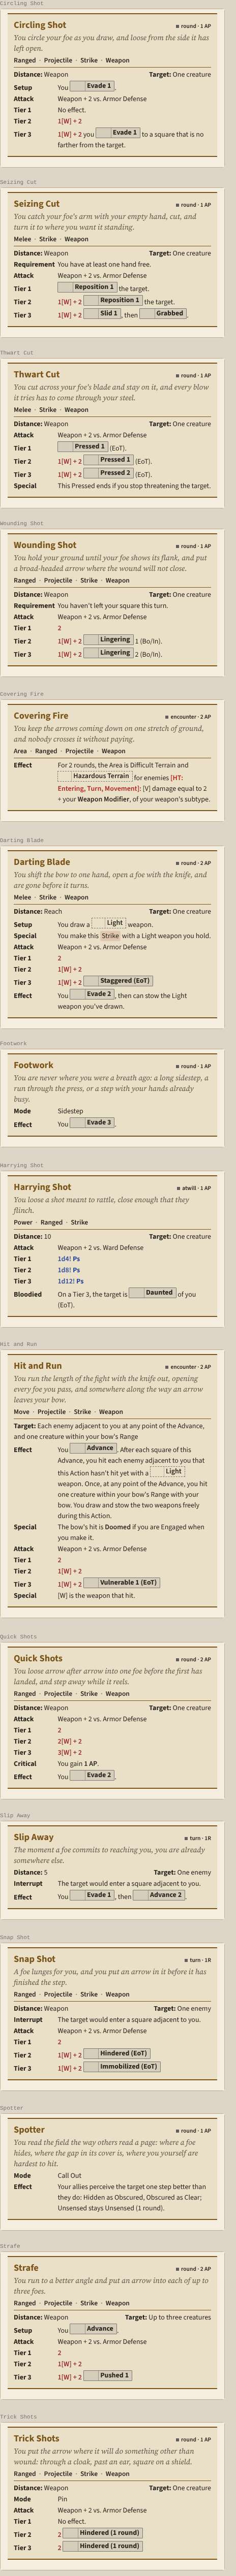 Circling Shot
Circling Shot ■ round · 1 AP
You circle your foe as you draw, and loose from the side it has
left open.
Ranged · Projectile · Strike · Weapon
Distance: Weapon Target: One creature
Setup You Evade 1.
Attack Weapon + 2 vs. Armor Defense
Tier 1 No effect.
Tier 2 1[W] + 2
Tier 3 1[W] + 2 you Evade 1 to a square that is no
farther from the target.
Seizing Cut
Seizing Cut ■ round · 1 AP
You catch your foe's arm with your empty hand, cut, and
turn it to where you want it standing.
Melee · Strike · Weapon
Distance: Weapon Target: One creature
Requirement You have at least one hand free.
Attack Weapon + 2 vs. Armor Defense
Tier 1 Reposition 1 the target.
Tier 2 1[W] + 2 Reposition 1 the target.
Tier 3 1[W] + 2 Slid 1, then Grabbed.
Thwart Cut
Thwart Cut ■ round · 1 AP
You cut across your foe's blade and stay on it, and every blow
it tries has to come through your steel.
Melee · Strike · Weapon
Distance: Weapon Target: One creature
Attack Weapon + 2 vs. Armor Defense
Tier 1 Pressed 1 (EoT).
Tier 2 1[W] + 2 Pressed 1 (EoT).
Tier 3 1[W] + 2 Pressed 2 (EoT).
Special This Pressed ends if you stop threatening the target.
Wounding Shot
Wounding Shot ■ round · 1 AP
You hold your ground until your foe shows its flank, and put
a broad-headed arrow where the wound will not close.
Ranged · Projectile · Strike · Weapon
Distance: Weapon Target: One creature
Requirement You haven't left your square this turn.
Attack Weapon + 2 vs. Armor Defense
Tier 1 2
Tier 2 1[W] + 2 Lingering 1 (Bo/In).
Tier 3 1[W] + 2 Lingering 2 (Bo/In).
Covering Fire
Covering Fire ■ encounter · 2 AP
You keep the arrows coming down on one stretch of ground,
and nobody crosses it without paying.
Area · Ranged · Projectile · Weapon
Effect For 2 rounds, the Area is Difficult Terrain and
Hazardous Terrain for enemies [HT:
Entering, Turn, Movement]: [V] damage equal to 2
+ your Weapon Modifier, of your weapon's subtype.
Darting Blade
Darting Blade ■ round · 2 AP
You shift the bow to one hand, open a foe with the knife, and
are gone before it turns.
Melee · Strike · Weapon
Distance: Reach Target: One creature
Setup You draw a Light weapon.
Special You make this Strike with a Light weapon you hold.
Attack Weapon + 2 vs. Armor Defense
Tier 1 2
Tier 2 1[W] + 2
Tier 3 1[W] + 2 Staggered (EoT)
Effect You Evade 2, then can stow the Light
weapon you've drawn.
Footwork
Footwork ■ round · 1 AP
You are never where you were a breath ago: a long sidestep, a
run through the press, or a step with your hands already
busy.
Mode Sidestep
Effect You Evade 3.
Harrying Shot
Harrying Shot ■ atwill · 1 AP
You loose a shot meant to rattle, close enough that they
flinch.
Power · Ranged · Strike
Distance: 10 Target: One creature
Attack Weapon + 2 vs. Ward Defense
Tier 1 1d4! Ps
Tier 2 1d8! Ps
Tier 3 1d12! Ps
Bloodied On a Tier 3, the target is Daunted of you
(EoT).
Hit and Run
Hit and Run ■ encounter · 2 AP
You run the length of the fight with the knife out, opening
every foe you pass, and somewhere along the way an arrow
leaves your bow.
Move · Projectile · Strike · Weapon
Target: Each enemy adjacent to you at any point of the Advance,
and one creature within your bow's Range
Effect You Advance. After each square of this
Advance, you hit each enemy adjacent to you that
this Action hasn't hit yet with a Light
weapon. Once, at any point of the Advance, you hit
one creature within your bow's Range with your
bow. You draw and stow the two weapons freely
during this Action.
Special The bow's hit is Doomed if you are Engaged when
you make it.
Attack Weapon + 2 vs. Armor Defense
Tier 1 2
Tier 2 1[W] + 2
Tier 3 1[W] + 2 Vulnerable 1 (EoT)
Special [W] is the weapon that hit.
Quick Shots
Quick Shots ■ round · 2 AP
You loose arrow after arrow into one foe before the first has
landed, and step away while it reels.
Ranged · Projectile · Strike · Weapon
Distance: Weapon Target: One creature
Attack Weapon + 2 vs. Armor Defense
Tier 1 2
Tier 2 2[W] + 2
Tier 3 3[W] + 2
Critical You gain 1 AP.
Effect You Evade 2.
Slip Away
Slip Away ■ turn · 1R
The moment a foe commits to reaching you, you are already
somewhere else.
Distance: 5 Target: One enemy
Interrupt The target would enter a square adjacent to you.
Effect You Evade 1, then Advance 2.
Snap Shot
Snap Shot ■ turn · 1R
A foe lunges for you, and you put an arrow in it before it has
finished the step.
Ranged · Projectile · Strike · Weapon
Distance: Weapon Target: One enemy
Interrupt The target would enter a square adjacent to you.
Attack Weapon + 2 vs. Armor Defense
Tier 1 2
Tier 2 1[W] + 2 Hindered (EoT)
Tier 3 1[W] + 2 Immobilized (EoT)
Spotter
Spotter ■ round · 1 AP
You read the field the way others read a page: where a foe
hides, where the gap in its cover is, where you yourself are
hardest to hit.
Mode Call Out
Effect Your allies perceive the target one step better than
they do: Hidden as Obscured, Obscured as Clear;
Unsensed stays Unsensed (1 round).
Strafe
Strafe ■ round · 2 AP
You run to a better angle and put an arrow into each of up to
three foes.
Ranged · Projectile · Strike · Weapon
Distance: Weapon Target: Up to three creatures
Setup You Advance.
Attack Weapon + 2 vs. Armor Defense
Tier 1 2
Tier 2 1[W] + 2
Tier 3 1[W] + 2 Pushed 1
Trick Shots
Trick Shots ■ round · 1 AP
You put the arrow where it will do something other than
wound: through a cloak, past an ear, square on a shield.
Ranged · Projectile · Strike · Weapon
Distance: Weapon Target: One creature
Mode Pin
Attack Weapon + 2 vs. Armor Defense
Tier 1 No effect.
Tier 2 2 Hindered (1 round)
Tier 3 2 Hindered (1 round)